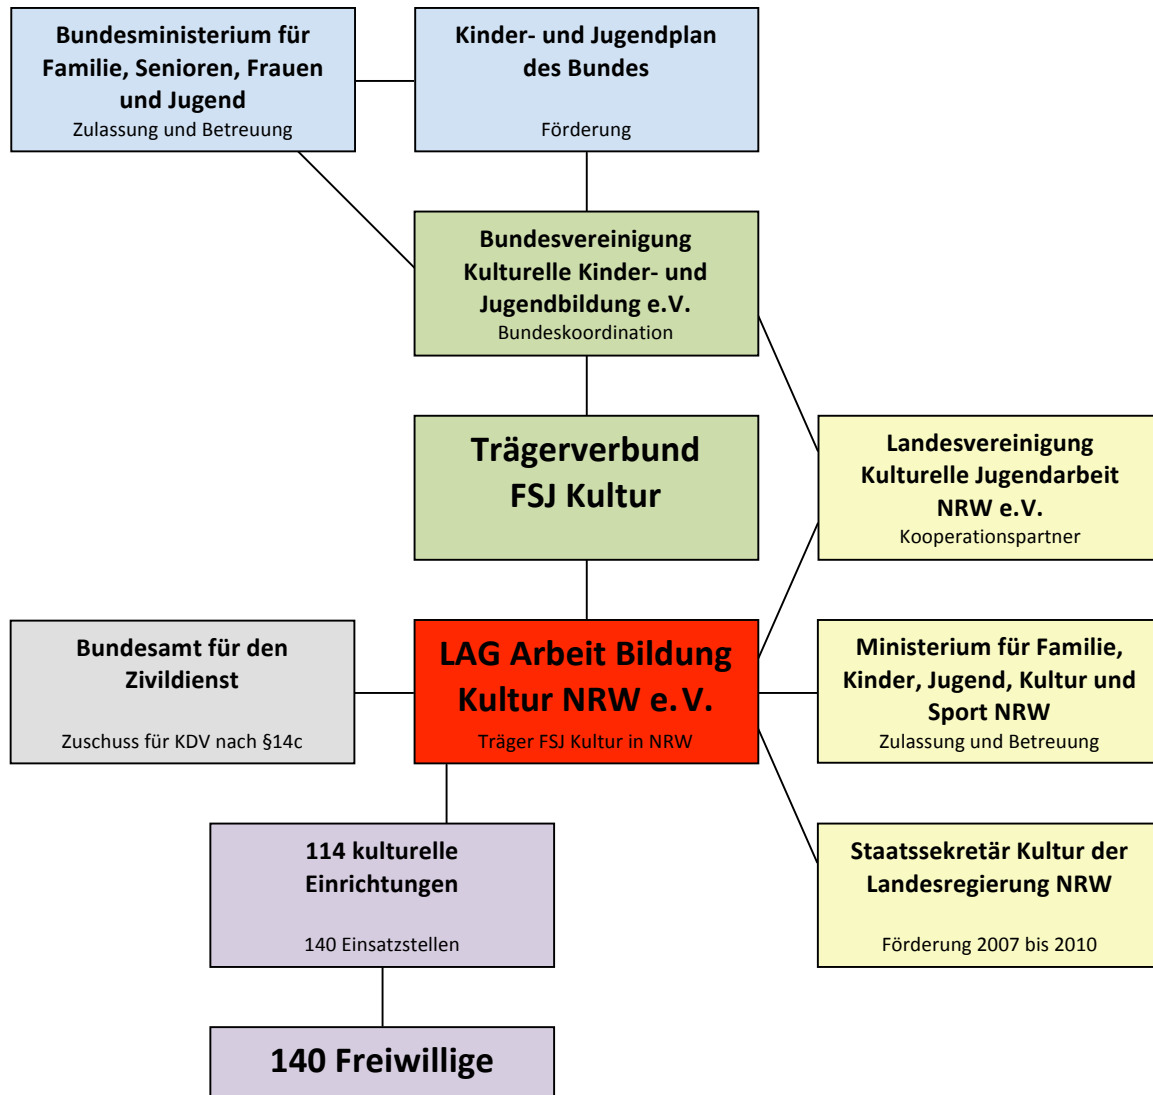 Bundesministerium für
Familie, Senioren, Frauen
und Jugend
Zulassung und Betreuung
Kinder- und Jugendplan
des Bundes
Förderung
Bundesvereinigung
Kulturelle Kinder- und
Jugendbildung e.V.
Bundeskoordination
Trägerverbund
FSJ Kultur
Landesvereinigung
Kulturelle Jugendarbeit
NRW e.V.
Kooperationspartner
Bundesamt für den
Zivildienst
Zuschuss für KDV nach §14c
LAG Arbeit Bildung
Kultur NRW e.V.
Träger FSJ Kultur in NRW
Ministerium für Familie,
Kinder, Jugend, Kultur und
Sport NRW
Zulassung und Betreuung
114 kulturelle
Einrichtungen
140 Einsatzstellen
Staatssekretär Kultur der
Landesregierung NRW
Förderung 2007 bis 2010
140 Freiwillige